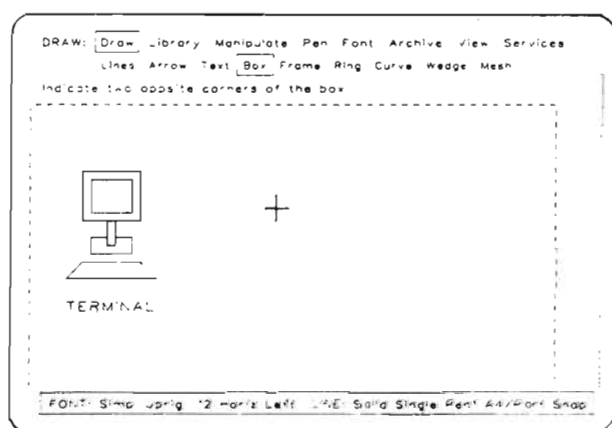 DRAW: Draw Library Manipulate Pen Font Archive View Services
Lines Arrow Text Box Frame Ring Curve Wedge Mesh
Indicate two opposite corners of the box
TERMINAL
FONT: Simp Uprig 12 Horiz Left LINE: Solid Single Pen1 A4/Port Snap